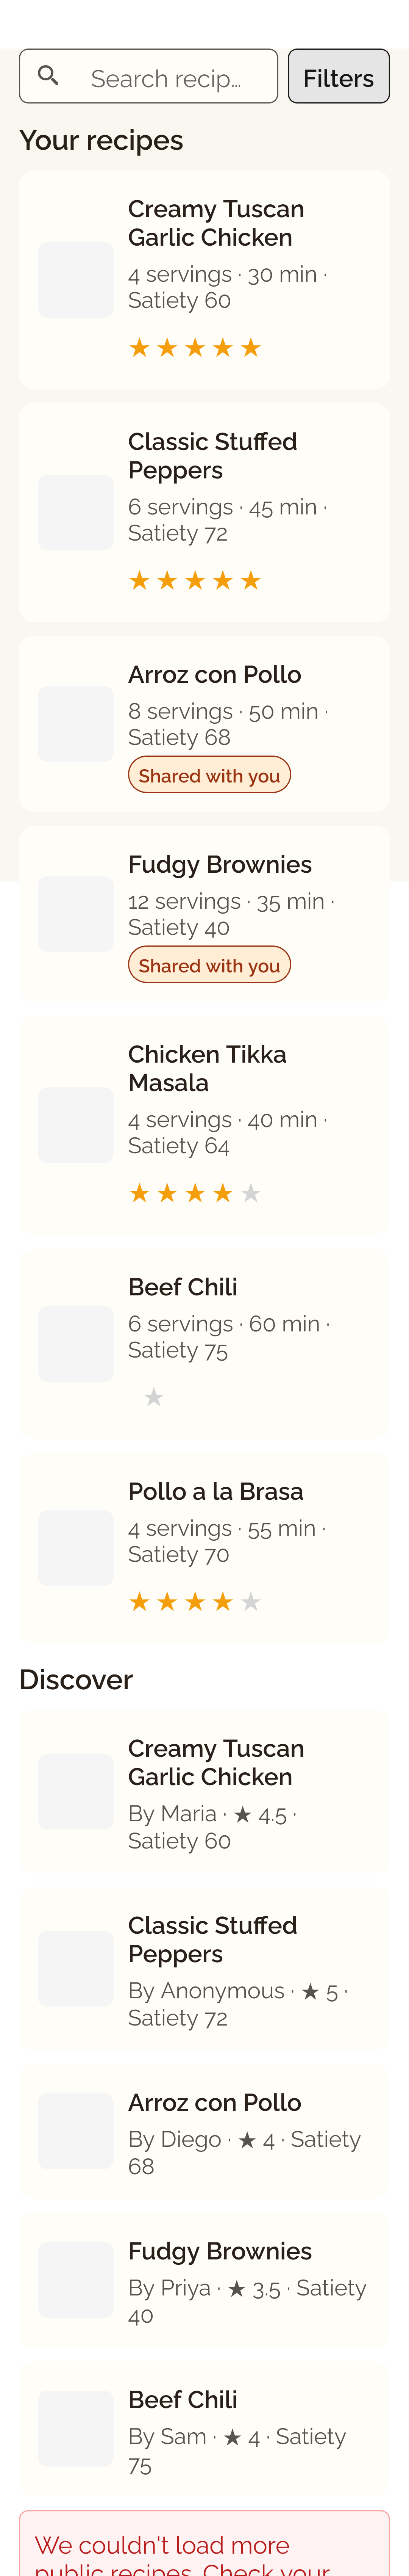 Search recip...
Filters
Your recipes
Creamy Tuscan
Garlic Chicken
4 servings · 30 min ·
Satiety 60
★ ★ ★ ★ ★
Classic Stuffed
Peppers
6 servings · 45 min ·
Satiety 72
★ ★ ★ ★ ★
Arroz con Pollo
8 servings · 50 min ·
Satiety 68
Shared with you
Fudgy Brownies
12 servings · 35 min ·
Satiety 40
Shared with you
Chicken Tikka
Masala
4 servings · 40 min ·
Satiety 64
★ ★ ★ ★ ★
Beef Chili
6 servings · 60 min ·
Satiety 75
★
Pollo a la Brasa
4 servings · 55 min ·
Satiety 70
★ ★ ★ ★ ★
Discover
Creamy Tuscan
Garlic Chicken
By Maria · ★ 4.5 ·
Satiety 60
Classic Stuffed
Peppers
By Anonymous · ★ 5 ·
Satiety 72
Arroz con Pollo
By Diego · ★ 4 · Satiety
68
Fudgy Brownies
By Priya · ★ 3.5 · Satiety
40
Beef Chili
By Sam · ★ 4 · Satiety
75
We couldn't load more
public recipes. Check your